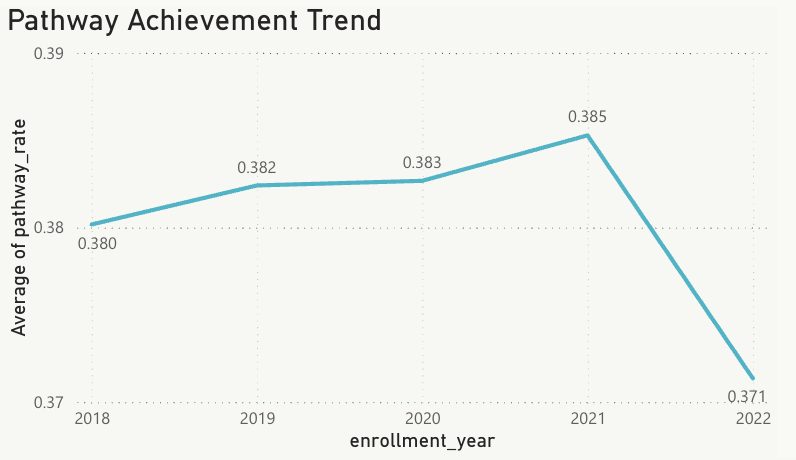 Pathway Achievement Trend
0.39
0.385
0.382
0.383
Average of pathway_rate
0.38
0.380
0.371
0.37
2018 2019 2020 2021 2022
enrollment_year